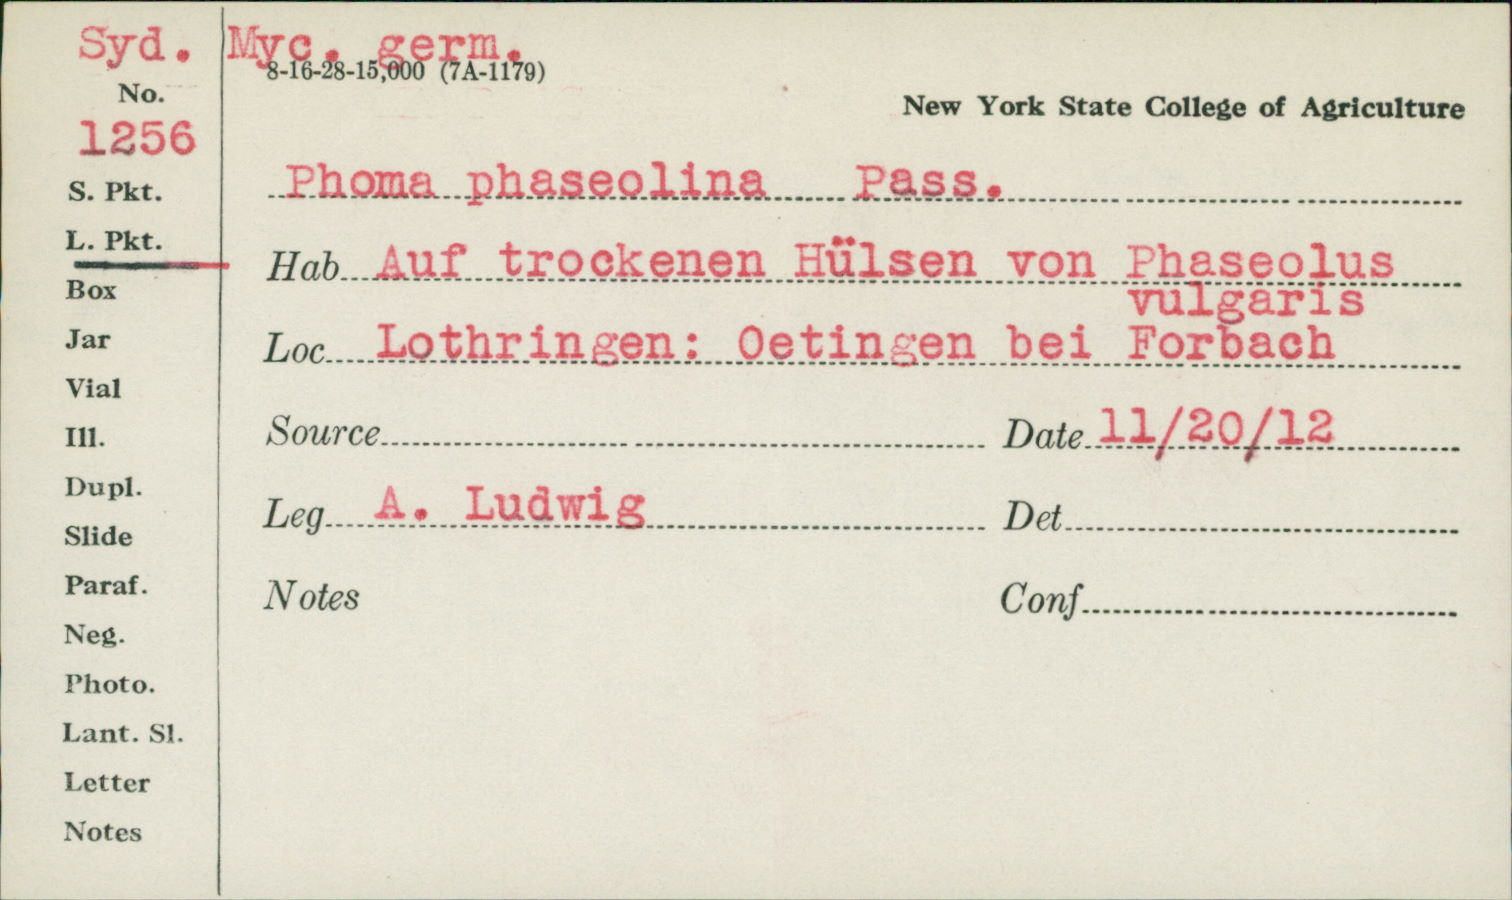 Syd. Myc. germ.
8-16-28-15,000 (7A-1179)
No.
New York State College of Agriculture
1256
Phoma phaseolina Pass.
S. Pkt.
L. Pkt.
Hab Auf trockenen Hülsen von Phaseolus
vulgaris
Box
Jar
Loc Lothringen: Oetingen bei Forbach
Vial
Ill.
Source Date 11/20/12
Dupl.
Leg A. Ludwig Det
Slide
Paraf.
Notes Conf
Neg.
Photo.
Lant. Sl.
Letter
Notes